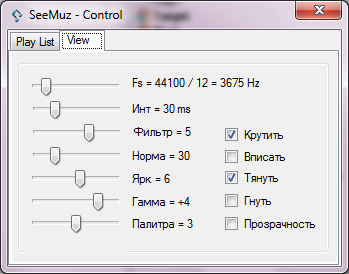 SeeMuz - Control
Play List View
Fs = 44100 / 12 = 3675 Hz
Инт = 30 ms
Фильтр = 5
Норма = 30
Ярк = 6
Гамма = +4
Палитра = 3
Крутить
Вписать
Тянуть
Гнуть
Прозрачность